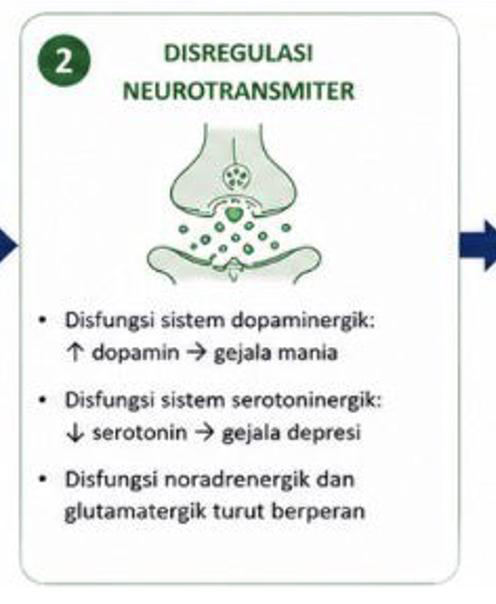 2
DISREGULASI
NEUROTRANSMITER
• Disfungsi sistem dopaminergik:
↑ dopamin → gejala mania
• Disfungsi sistem serotoninergik:
↓ serotonin → gejala depresi
• Disfungsi noradrenergik dan
glutamatergik turut berperan